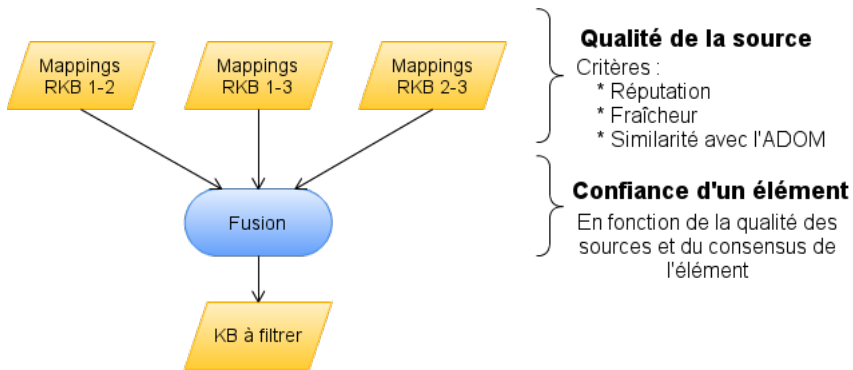 Mappings
RKB 1-2
Mappings
RKB 1-3
Mappings
RKB 2-3
Qualité de la source
Critères :
* Réputation
* Fraîcheur
* Similarité avec l'ADOM
Fusion
Confiance d'un élément
En fonction de la qualité des
sources et du consensus de
l'élément
KB à filtrer